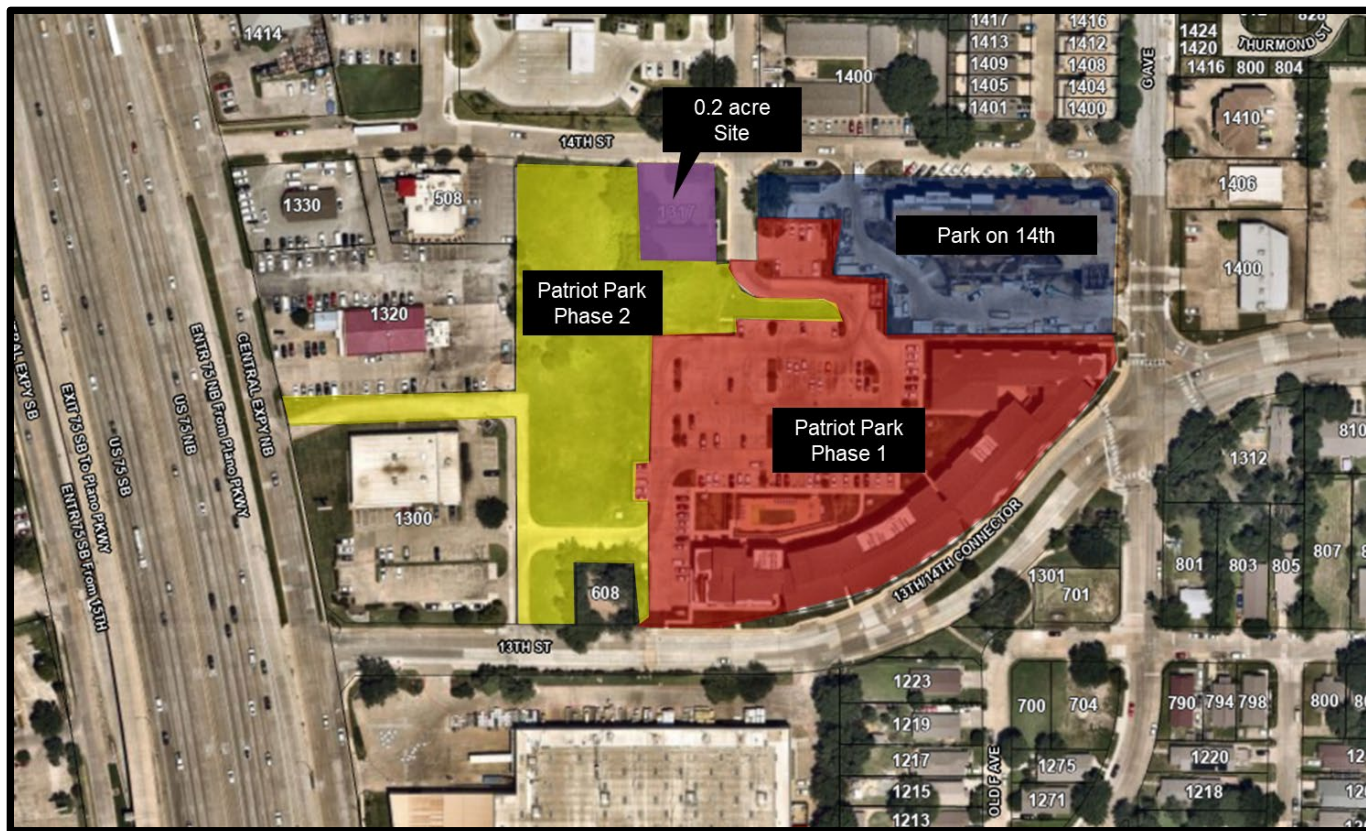 1414
1400
1417
1413
1409
1405
1401
1416
1412
1408
1404
1400
G AVE
1424
1420
1416
800
804
828
THURMOND ST
0.2 acre
Site
14TH ST
1410
1406
1400
1330
508
1317
Park on 14th
Patriot Park
Phase 2
1320
Patriot Park
Phase 1
CENTRAL EXPY NB
ENTR 75 NB From Plano PKWY
US 75 NB
US 75 SB
EXIT 75 SB To Plano PKWY
ENTR 75 SB From 15TH
EXPY SB
1300
608
13TH/14TH CONNECTOR
13TH ST
1312
810
801
803
805
807
1301
701
1223
1219
1217
1215
1213
OLD F AVE
700
704
1275
1271
790
794
798
800
1220
1218